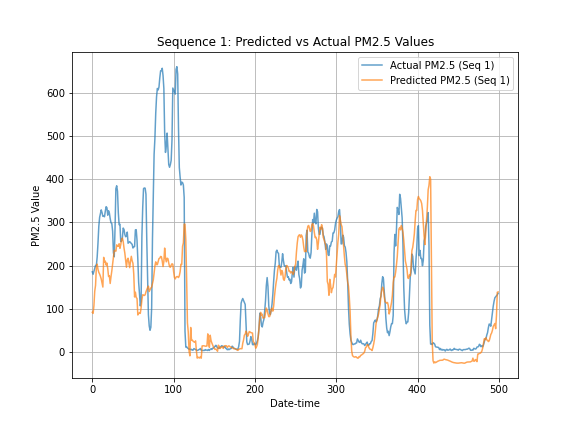 Sequence 1: Predicted vs Actual PM2.5 Values
Actual PM2.5 (Seq 1)
Predicted PM2.5 (Seq 1)
600
500
400
300
200
100
0
PM2.5 Value
0 100 200 300 400 500
Date-time